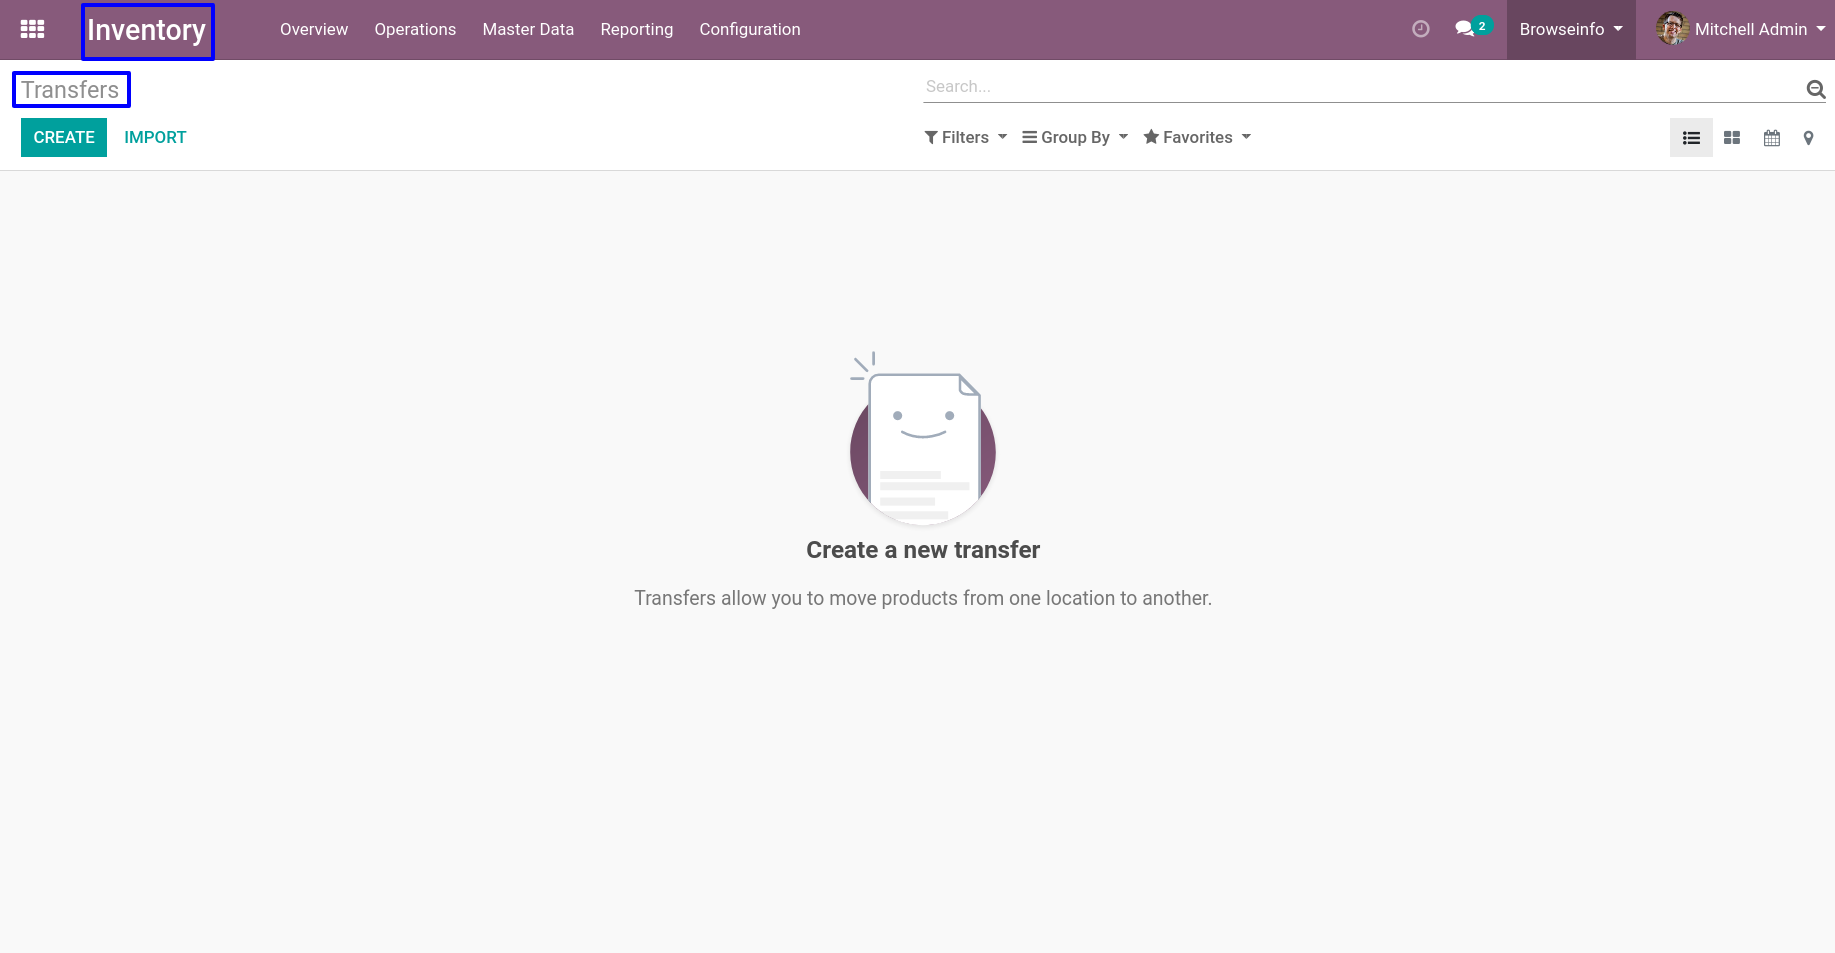 Inventory Overview Operations Master Data Reporting Configuration 2 Browseinfo Mitchell Admin
Transfers Search...
CREATE IMPORT Filters Group By Favorites
Create a new transfer
Transfers allow you to move products from one location to another.